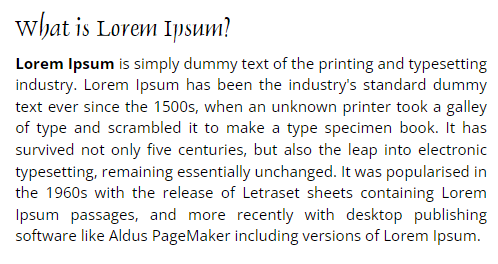 What is Lorem Ipsum?
Lorem Ipsum is simply dummy text of the printing and typesetting
industry. Lorem Ipsum has been the industry's standard dummy
text ever since the 1500s, when an unknown printer took a galley
of type and scrambled it to make a type specimen book. It has
survived not only five centuries, but also the leap into electronic
typesetting, remaining essentially unchanged. It was popularised in
the 1960s with the release of Letraset sheets containing Lorem
Ipsum passages, and more recently with desktop publishing
software like Aldus PageMaker including versions of Lorem Ipsum.